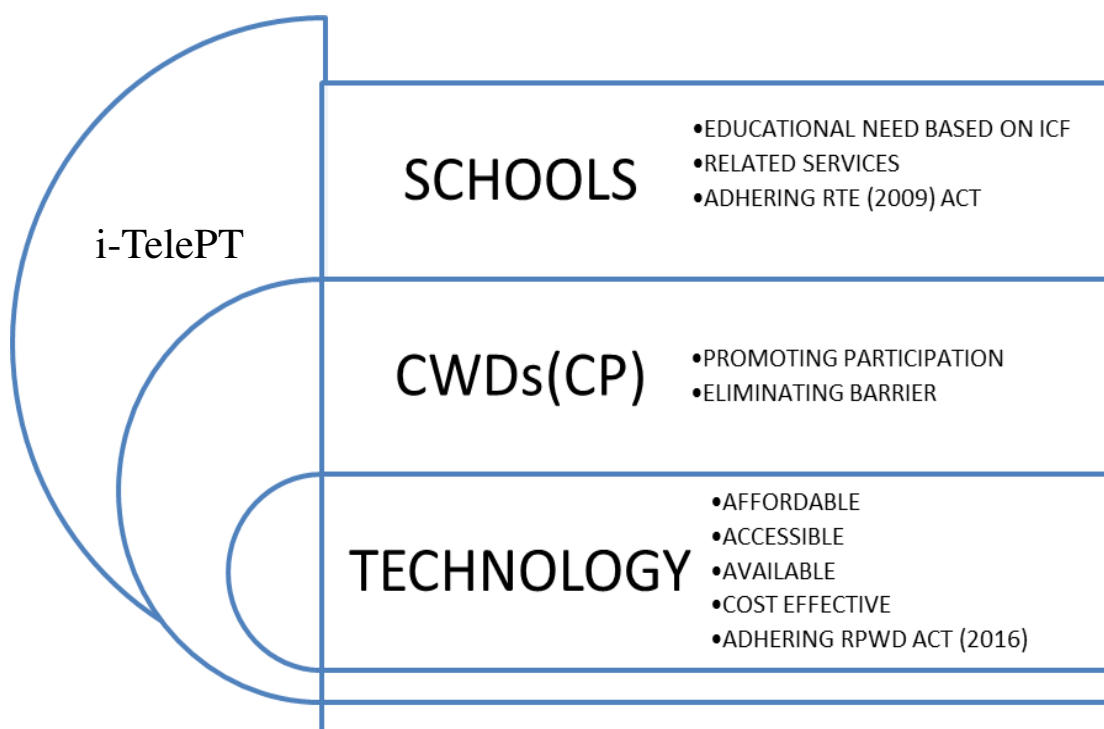 i-TelePT
SCHOOLS
•EDUCATIONAL NEED BASED ON ICF
•RELATED SERVICES
•ADHERING RTE (2009) ACT
CWDs(CP)
•PROMOTING PARTICIPATION
•ELIMINATING BARRIER
TECHNOLOGY
•AFFORDABLE
•ACCESSIBLE
•AVAILABLE
•COST EFFECTIVE
•ADHERING RPWD ACT (2016)